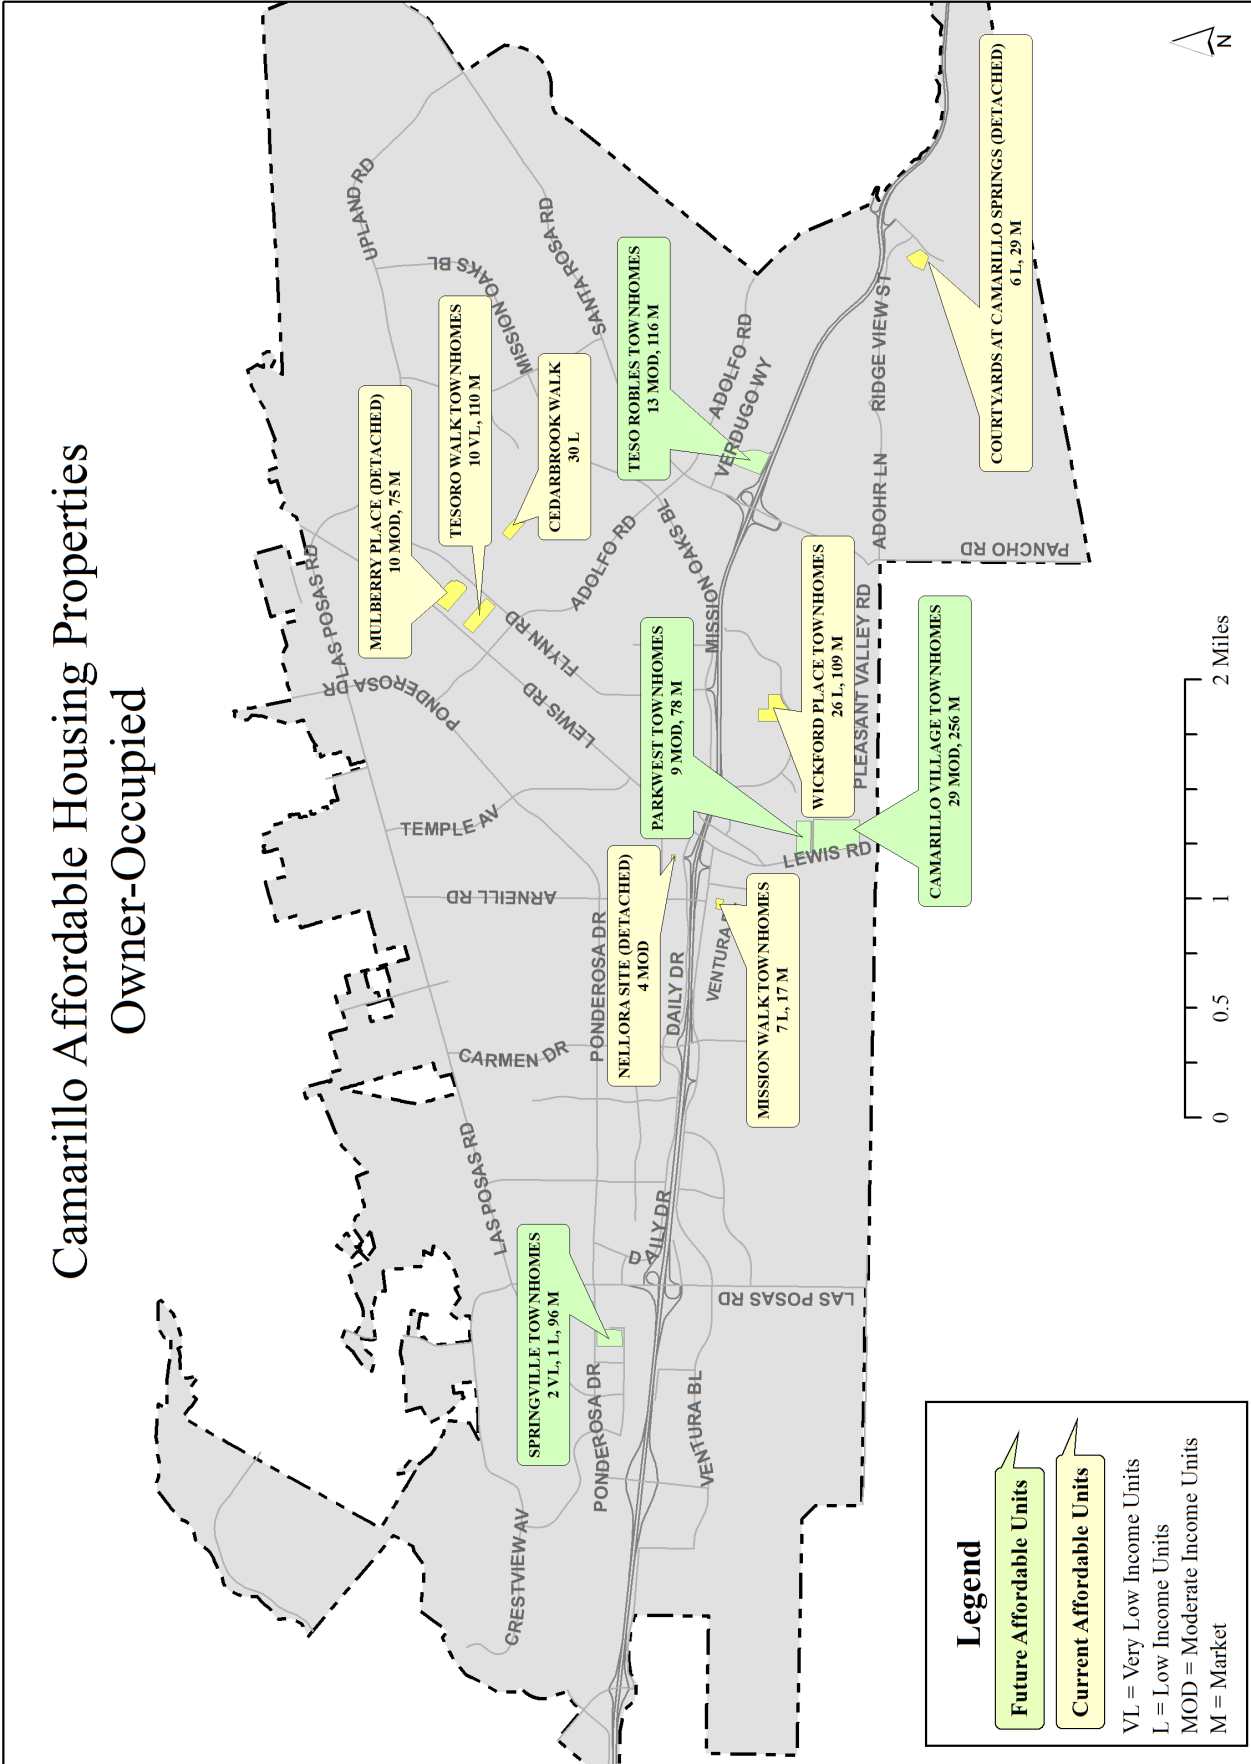 Camarillo Affordable Housing Properties
Owner-Occupied
UPLAND RD
MISSION OAKS BL
SANTA ROSA RD
MULBERRY PLACE (DETACHED)
10 MOD, 75 M
TESORO WALK TOWNHOMES
10 VL, 110 M
CEDARBROOK WALK
30 L
TESO ROBLES TOWNHOMES
13 MOD, 116 M
ADOLFO RD
VERDUGO WY
RIDGE VIEW ST
COURTYARDS AT CAMARILLO SPRINGS (DETACHED)
6 L, 29 M
LAS POSAS RD
PONDEROSA DR
FLYNN RD
LEWIS RD
ADOLFO RD
MISSION OAKS BL
ADOHR LN
PANCHO RD
TEMPLE AV
ARNEILL RD
PARKWEST TOWNHOMES
9 MOD, 78 M
WICKFORD PLACE TOWNHOMES
26 L, 109 M
PLEASANT VALLEY RD
CAMARILLO VILLAGE TOWNHOMES
29 MOD, 256 M
LEWIS RD
CARMEN DR
PONDEROSA DR
NELLORA SITE (DETACHED)
4 MOD
DAILY DR
VENTURA
MISSION WALK TOWNHOMES
7 L, 17 M
LAS POSAS RD
SPRINGVILLE TOWNHOMES
2 VL, 1 L, 96 M
DAILY DR
LAS POSAS RD
PONDEROSA DR
VENTURA BL
CRESTVIEW AV
N
0 0.5 1 2 Miles
Legend
Future Affordable Units
Current Affordable Units
VL = Very Low Income Units
L = Low Income Units
MOD = Moderate Income Units
M = Market